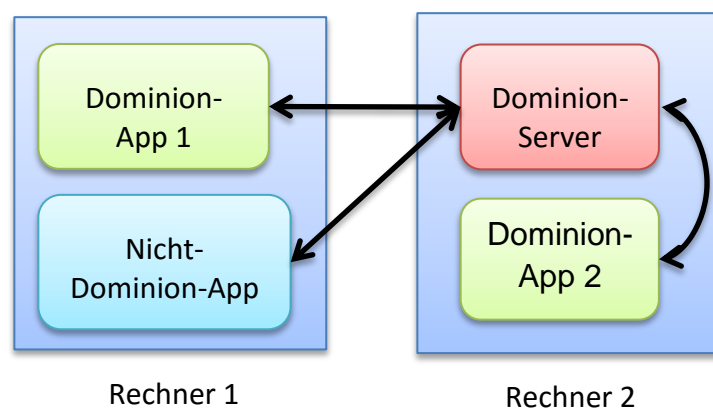 Dominion-
App 1
Nicht-
Dominion-App
Rechner 1
Dominion-
Server
Dominion-
App 2
Rechner 2